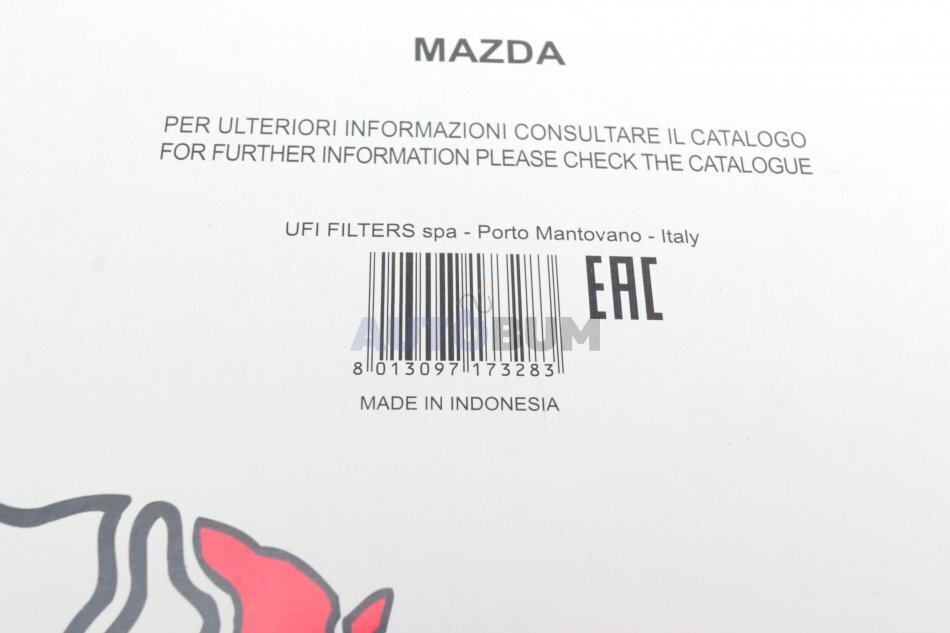 MAZDA
PER ULTERIORI INFORMAZIONI CONSULTARE IL CATALOGO
FOR FURTHER INFORMATION PLEASE CHECK THE CATALOGUE
UFI FILTERS spa - Porto Mantovano - Italy
EAC
AUTOBUM
8 013097 173283
MADE IN INDONESIA